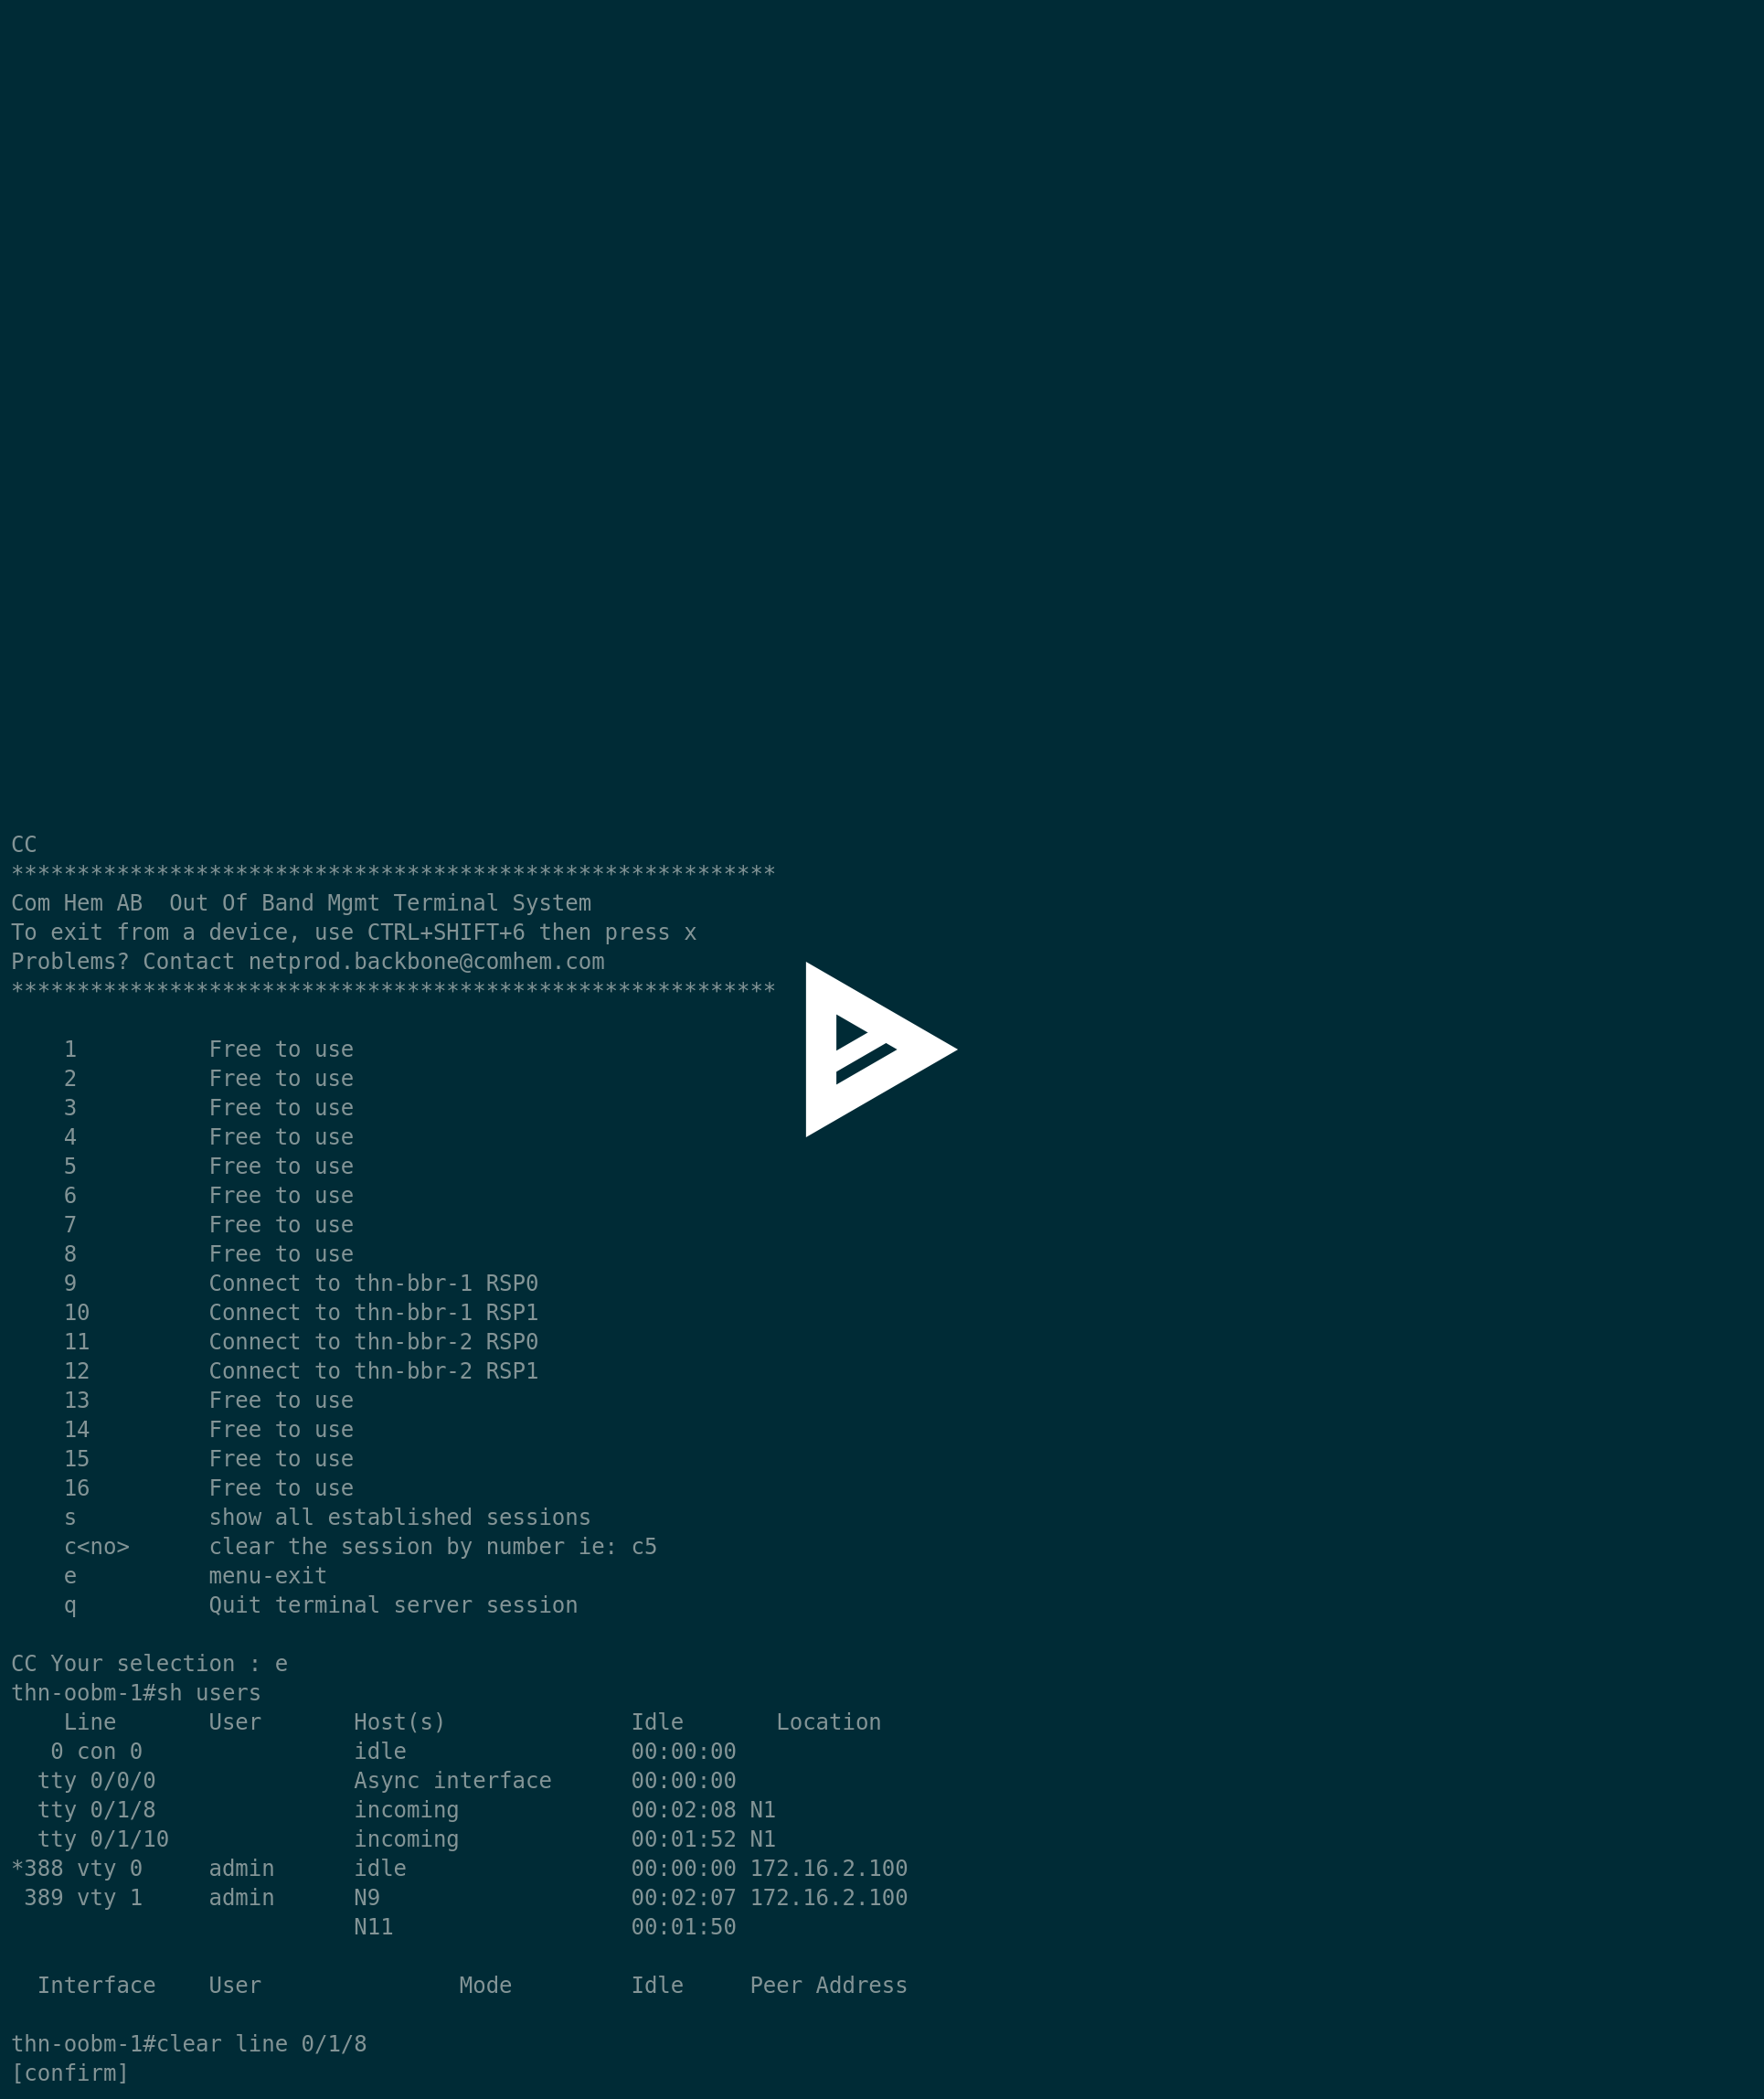 CC
**********************************************************
Com Hem AB  Out Of Band Mgmt Terminal System
To exit from a device, use CTRL+SHIFT+6 then press x
Problems? Contact netprod.backbone@comhem.com
**********************************************************
    1          Free to use
    2          Free to use
    3          Free to use
    4          Free to use
    5          Free to use
    6          Free to use
    7          Free to use
    8          Free to use
    9          Connect to thn-bbr-1 RSP0
    10         Connect to thn-bbr-1 RSP1
    11         Connect to thn-bbr-2 RSP0
    12         Connect to thn-bbr-2 RSP1
    13         Free to use
    14         Free to use
    15         Free to use
    16         Free to use
    s          show all established sessions
    c<no>      clear the session by number ie: c5
    e          menu-exit
    q          Quit terminal server session
CC Your selection : e
thn-oobm-1#sh users
    Line       User       Host(s)              Idle       Location
   0 con 0                idle                 00:00:00
  tty 0/0/0               Async interface      00:00:00
  tty 0/1/8               incoming             00:02:08 N1
  tty 0/1/10              incoming             00:01:52 N1
*388 vty 0     admin      idle                 00:00:00 172.16.2.100
 389 vty 1     admin      N9                   00:02:07 172.16.2.100
                          N11                  00:01:50
  Interface    User               Mode         Idle     Peer Address
thn-oobm-1#clear line 0/1/8
[confirm]